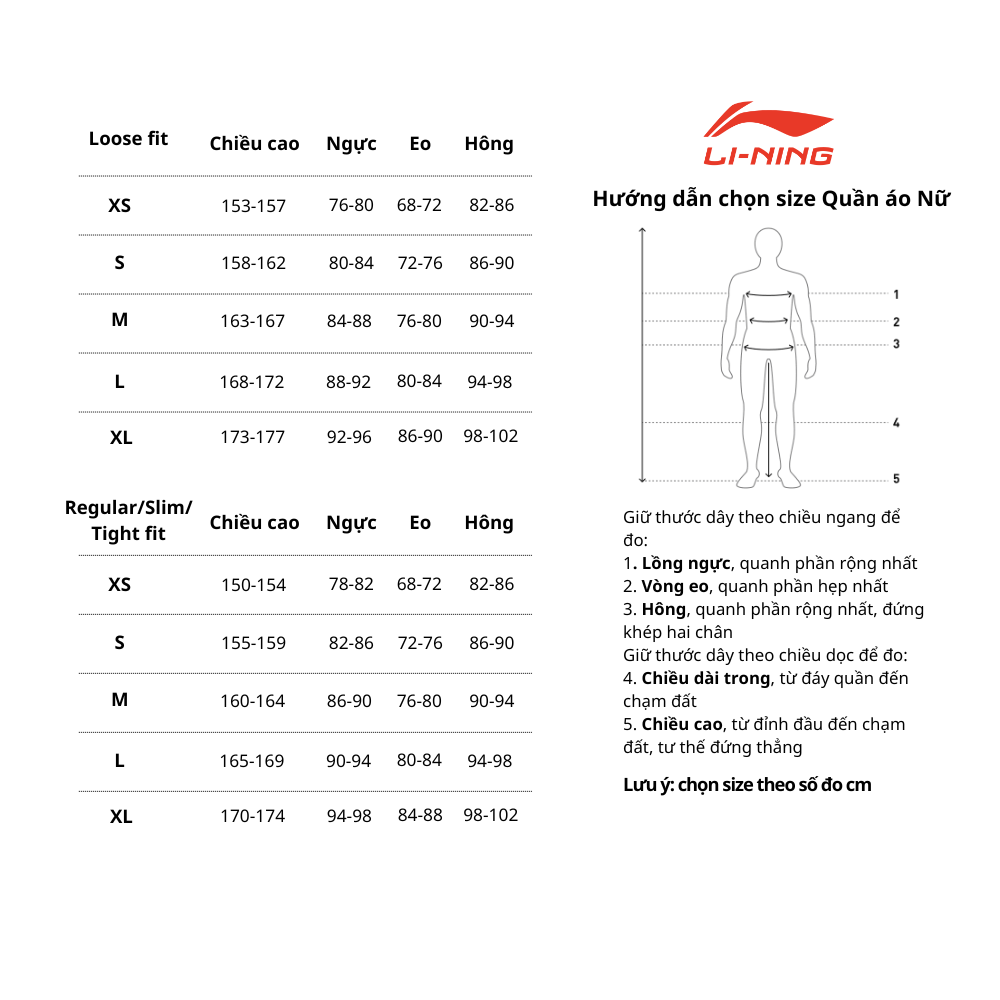 Loose fit Chiều cao Ngực Eo Hông
XS 153-157 76-80 68-72 82-86
S 158-162 80-84 72-76 86-90
M 163-167 84-88 76-80 90-94
L 168-172 88-92 80-84 94-98
XL 173-177 92-96 86-90 98-102
Regular/Slim/
Tight fit Chiều cao Ngực Eo Hông
XS 150-154 78-82 68-72 82-86
S 155-159 82-86 72-76 86-90
M 160-164 86-90 76-80 90-94
L 165-169 90-94 80-84 94-98
XL 170-174 94-98 84-88 98-102
LI-NING
Hướng dẫn chọn size Quần áo Nữ
1
2
3
4
5
Giữ thước dây theo chiều ngang để
đo:
1. Lồng ngực, quanh phần rộng nhất
2. Vòng eo, quanh phần hẹp nhất
3. Hông, quanh phần rộng nhất, đứng
khép hai chân
Giữ thước dây theo chiều dọc để đo:
4. Chiều dài trong, từ đáy quần đến
chạm đất
5. Chiều cao, từ đỉnh đầu đến chạm
đất, tư thế đứng thẳng
Lưu ý: chọn size theo số đo cm